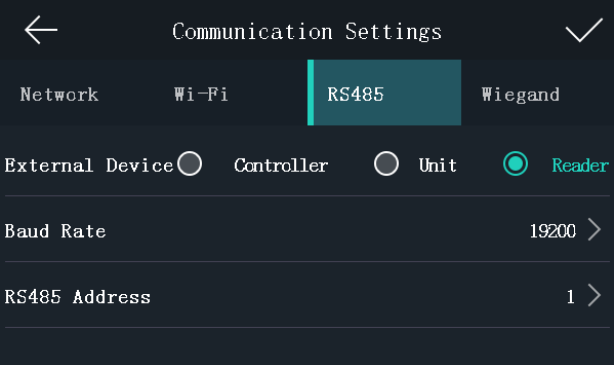 Communication Settings
Network Wi-Fi RS485 Wiegand
External Device Controller Unit Reader
Baud Rate 19200
RS485 Address 1